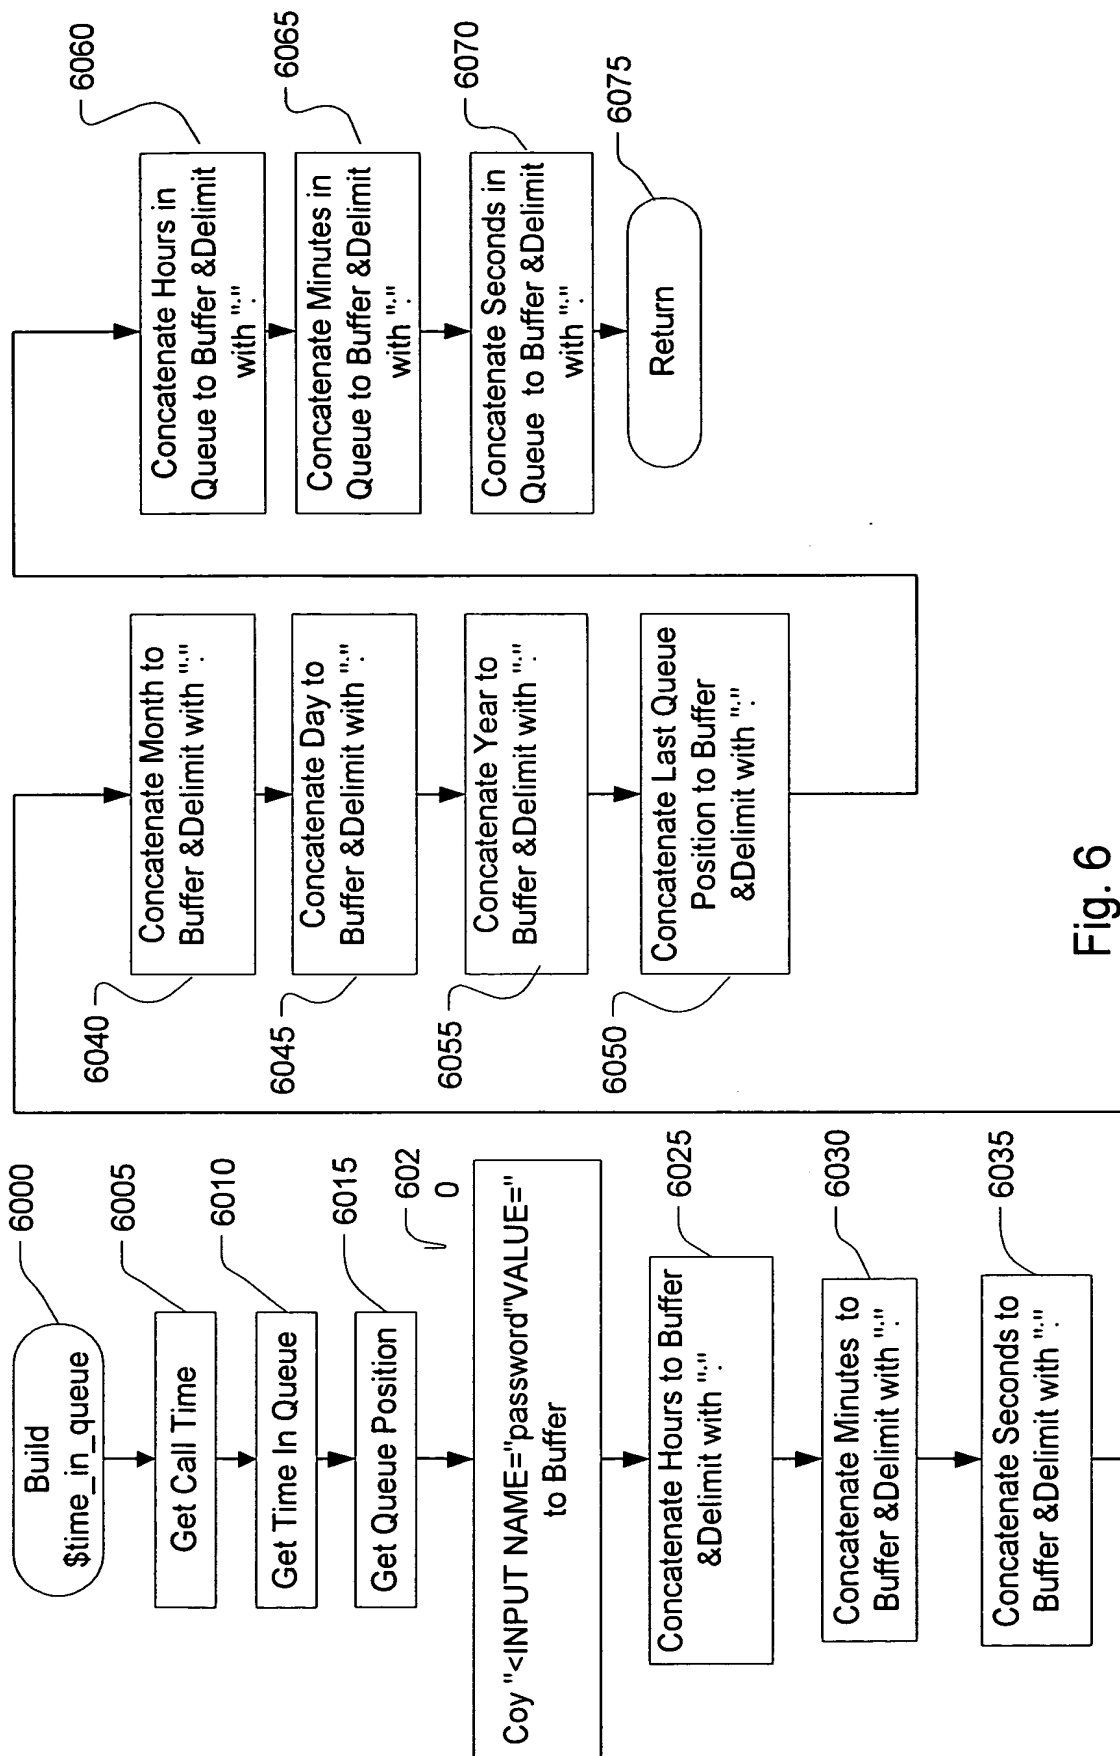 Build
$time_in_queue
6000
Get Call Time
6005
Get Time In Queue
6010
Get Queue Position
6015
Coy "<INPUT NAME="password"VALUE="
to Buffer
602
0
Concatenate Hours to Buffer
&Delimit with ":"
6025
Concatenate Minutes to
Buffer &Delimit with ":"
6030
Concatenate Seconds to
Buffer &Delimit with ":"
6035
Concatenate Month to
Buffer &Delimit with ":"
6040
Concatenate Day to
Buffer &Delimit with ":"
6045
Concatenate Year to
Buffer &Delimit with ":"
6055
Concatenate Last Queue
Position to Buffer
&Delimit with ":"
6050
Concatenate Hours in
Queue to Buffer &Delimit
with ":"
6060
Concatenate Minutes in
Queue to Buffer &Delimit
with ":"
6065
Concatenate Seconds in
Queue to Buffer &Delimit
with ":"
6070
Return
6075
Fig. 6